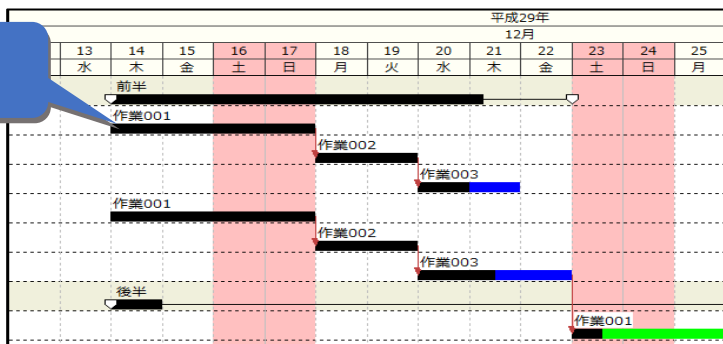 平成29年
12月
13 14 15 16 17 18 19 20 21 22 23 24 25
水 木 金 土 日 月 火 水 木 金 土 日 月
前半
作業001
作業002
作業003
作業001
作業002
作業003
後半
作業001